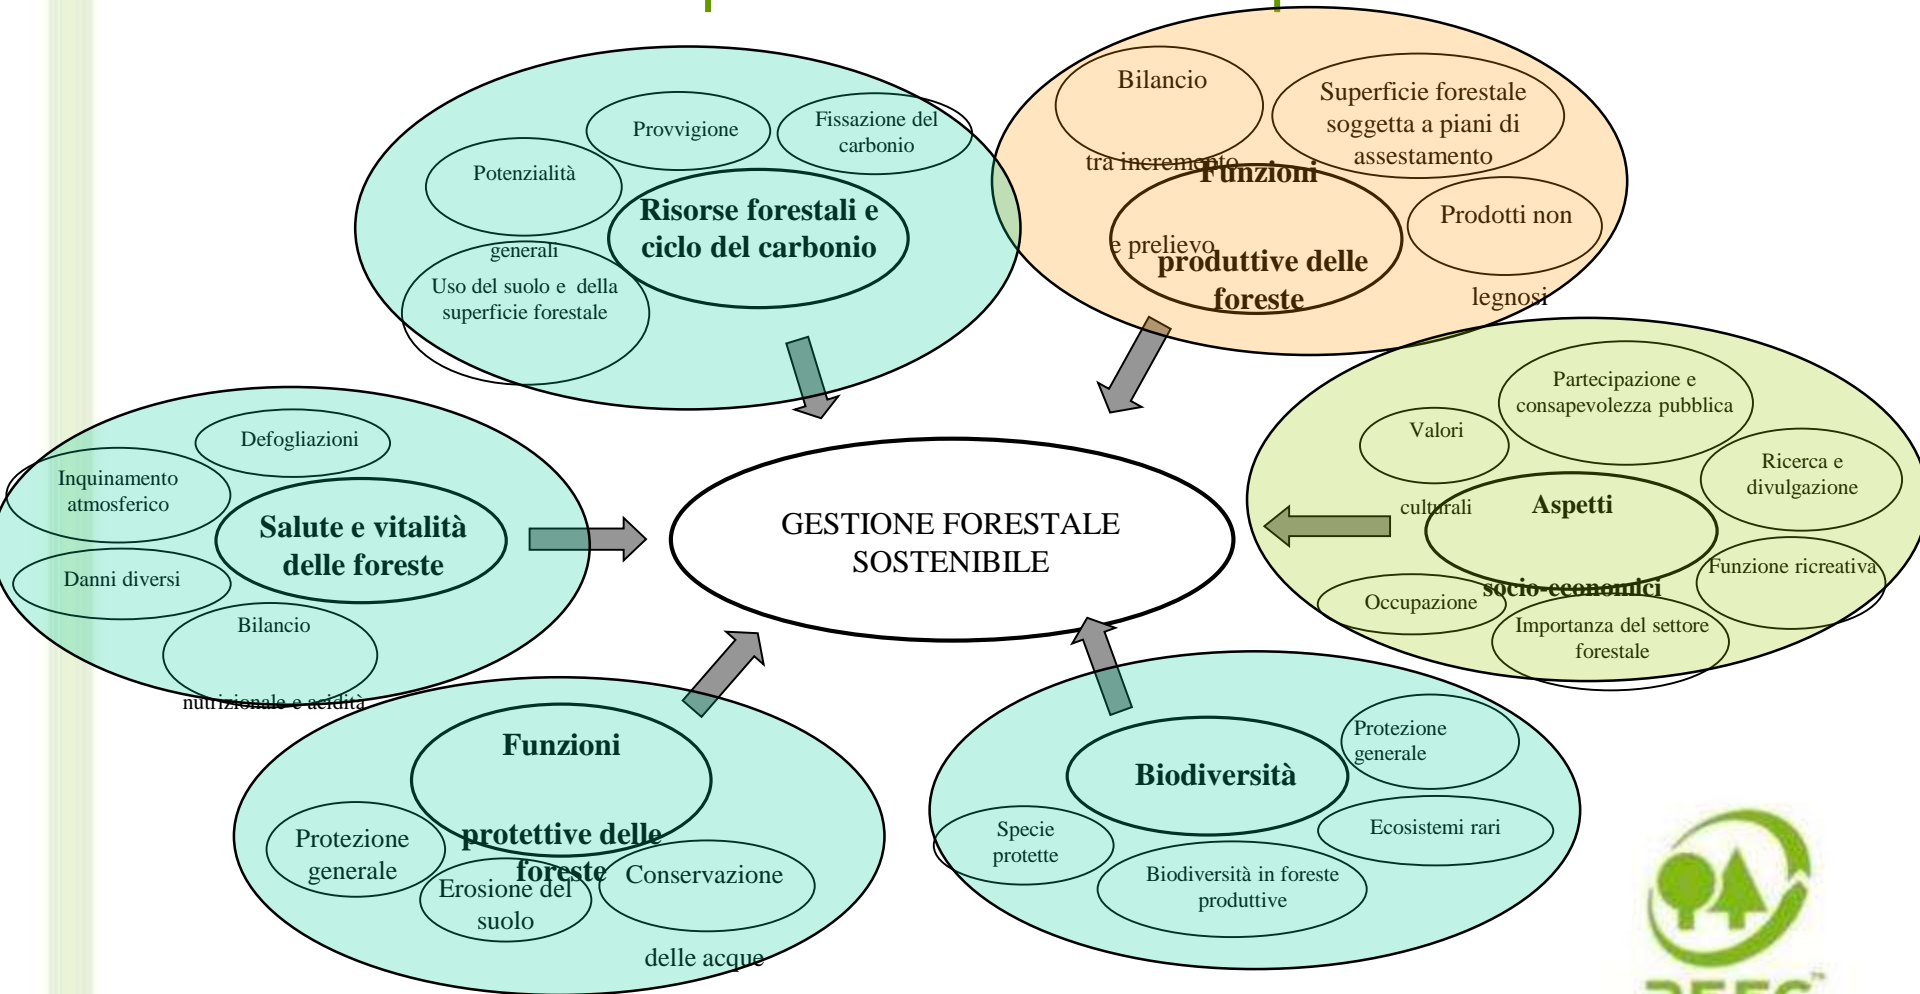 Provvigione
Fissazione del
carbonio
Potenzialità
generali
Risorse forestali e
ciclo del carbonio
Uso del suolo e della
superficie forestale
Bilancio
tra incremento
e prelievo
Superficie forestale
soggetta a piani di
assestamento
Funzioni
produttive delle
foreste
Prodotti non
legnosi
Partecipazione e
consapevolezza pubblica
Valori
culturali
Ricerca e
divulgazione
Aspetti
socio-economici
Funzione ricreativa
Occupazione
Importanza del settore
forestale
Defogliazioni
Inquinamento
atmosferico
Salute e vitalità
delle foreste
Danni diversi
Bilancio
nutrizionale e acidità
GESTIONE FORESTALE
SOSTENIBILE
Funzioni
protettive delle
foreste
Protezione
generale
Erosione del
suolo
Conservazione
delle acque
Biodiversità
Protezione
generale
Specie
protette
Ecosistemi rari
Biodiversità in foreste
produttive
PEFC™